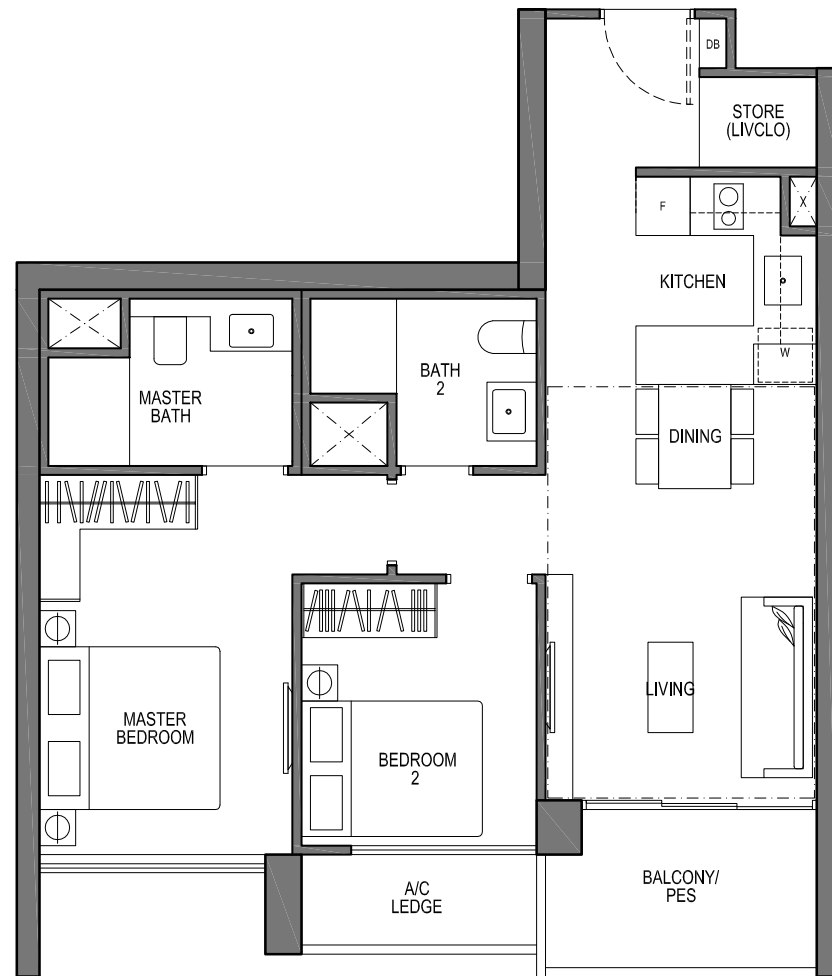 DB
STORE
(LIVCLO)
F
X
KITCHEN
W
BATH
2
MASTER
BATH
DINING
LIVING
MASTER
BEDROOM
BEDROOM
2
A/C
LEDGE
BALCONY/
PES